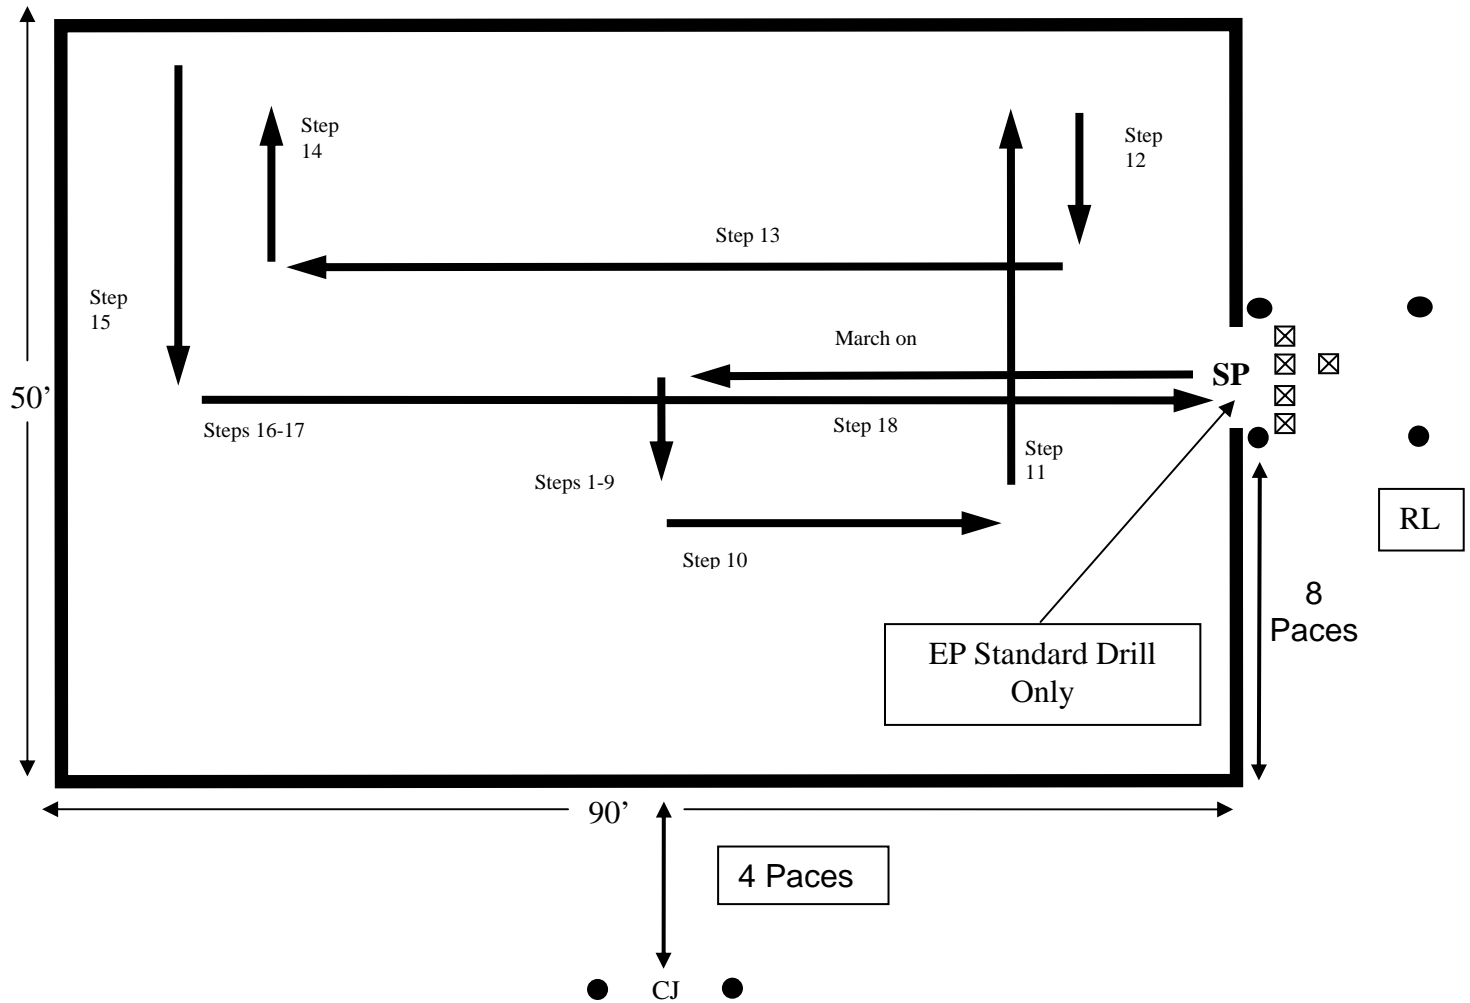 Step
14
Step
12
Step 13
Step
15
March on
SP
50’
Steps 16-17
Step 18
Step
11
Steps 1-9
RL
Step 10
8
Paces
EP Standard Drill
Only
90’
4 Paces
CJ